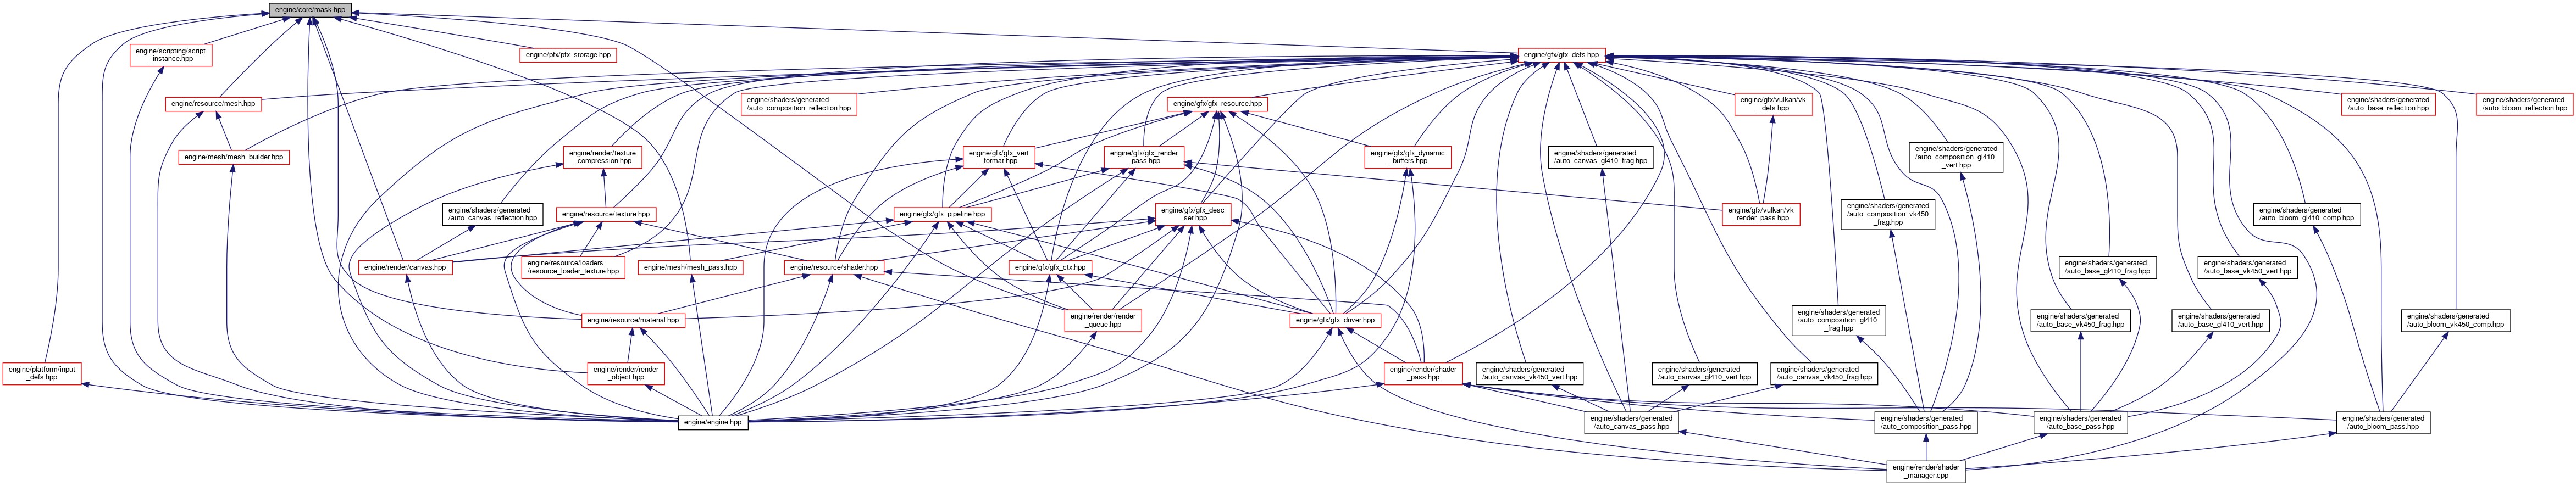 engine/core/mask.hpp
engine/scripting/script
_instance.hpp
engine/pfx/pfx_storage.hpp
engine/gfx/gfx_defs.hpp
engine/resource/mesh.hpp
engine/shaders/generated
/auto_composition_reflection.hpp
engine/gfx/gfx_resource.hpp
engine/gfx/vulkan/vk
_defs.hpp
engine/shaders/generated
/auto_base_reflection.hpp
engine/shaders/generated
/auto_bloom_reflection.hpp
engine/mesh/mesh_builder.hpp
engine/render/texture
_compression.hpp
engine/gfx/gfx_vert
_format.hpp
engine/gfx/gfx_render
_pass.hpp
engine/gfx/gfx_dynamic
_buffers.hpp
engine/shaders/generated
/auto_canvas_gl410_frag.hpp
engine/shaders/generated
/auto_composition_gl410
_vert.hpp
engine/shaders/generated
/auto_canvas_reflection.hpp
engine/resource/texture.hpp
engine/gfx/gfx_pipeline.hpp
engine/gfx/gfx_desc
_set.hpp
engine/gfx/vulkan/vk
_render_pass.hpp
engine/shaders/generated
/auto_composition_vk450
_frag.hpp
engine/shaders/generated
/auto_bloom_gl410_comp.hpp
engine/render/canvas.hpp
engine/resource/loaders
/resource_loader_texture.hpp
engine/mesh/mesh_pass.hpp
engine/resource/shader.hpp
engine/gfx/gfx_ctx.hpp
engine/shaders/generated
/auto_base_gl410_frag.hpp
engine/shaders/generated
/auto_base_vk450_vert.hpp
engine/resource/material.hpp
engine/render/render
_queue.hpp
engine/gfx/gfx_driver.hpp
engine/shaders/generated
/auto_composition_gl410
_frag.hpp
engine/shaders/generated
/auto_base_vk450_frag.hpp
engine/shaders/generated
/auto_base_gl410_vert.hpp
engine/shaders/generated
/auto_bloom_vk450_comp.hpp
engine/platform/input
_defs.hpp
engine/render/render
_object.hpp
engine/render/shader
_pass.hpp
engine/shaders/generated
/auto_canvas_vk450_vert.hpp
engine/shaders/generated
/auto_canvas_gl410_vert.hpp
engine/shaders/generated
/auto_canvas_vk450_frag.hpp
engine/engine.hpp
engine/shaders/generated
/auto_canvas_pass.hpp
engine/shaders/generated
/auto_composition_pass.hpp
engine/shaders/generated
/auto_base_pass.hpp
engine/shaders/generated
/auto_bloom_pass.hpp
engine/render/shader
_manager.cpp